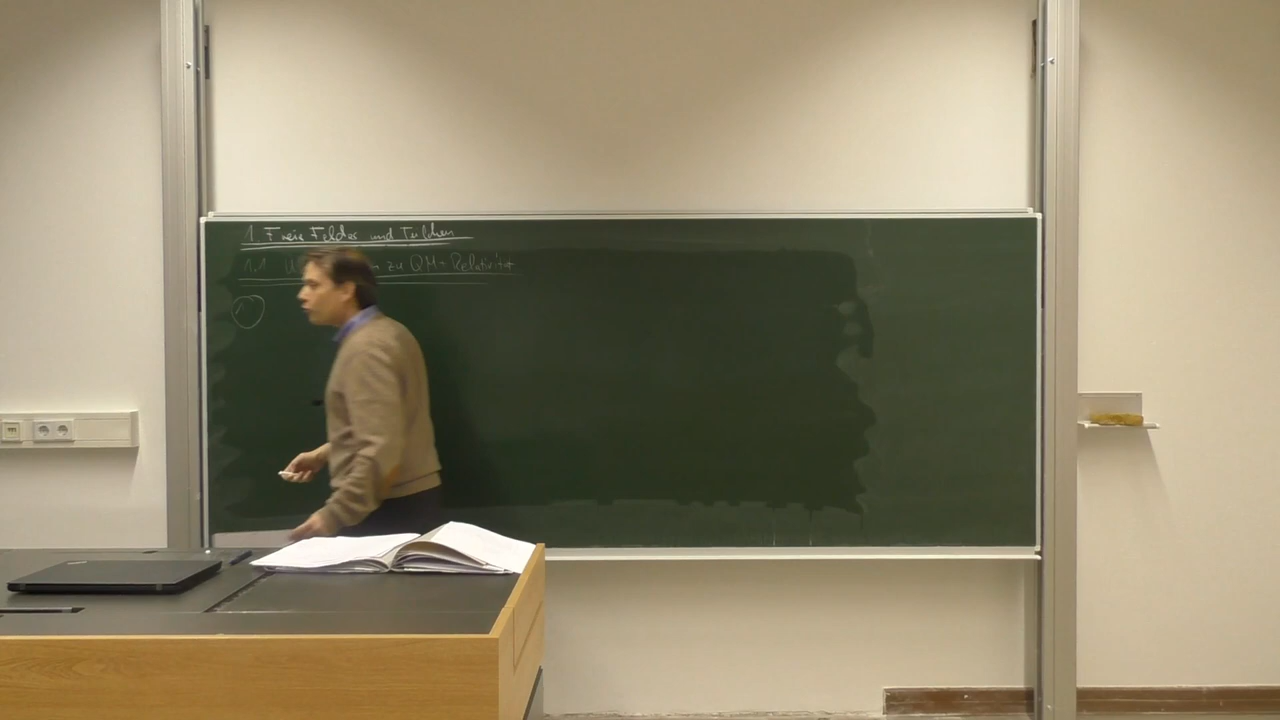 1. Freie Felder und Teilchen
1.1 zu QM + Relativität